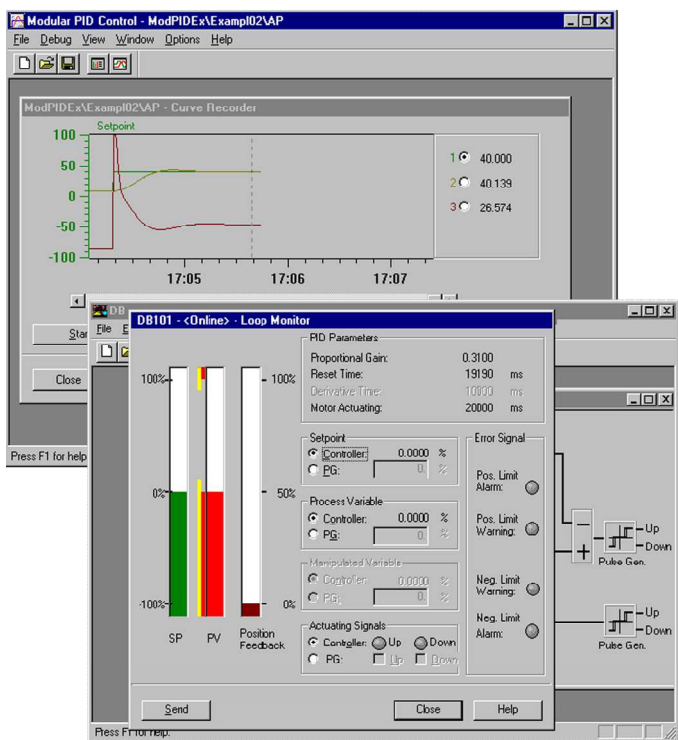 Modular PID Control - ModPIDEx\Exampl02\AP
File Debug View Window Options Help
ModPIDEx\Exampl02\AP - Curve Recorder
Setpoint
100
50
0
-50
-100
17:05 17:06 17:07
1 40.000
2 40.139
3 26.574
Close
Press F1 for help
DB
File
DB101 - <Online> - Loop Monitor
100%
0%
-100%
100%
50%
0%
SP PV Position
Feedback
PID Parameters
Proportional Gain: 0.3100
Reset Time: 19190 ms
Derivative Time: 10000 ms
Motor Actuating: 20000 ms
Setpoint
Controller: 0.0000 %
PG: 0. %
Process Variable
Controller: 0.0000 %
PG: 0. %
Manipulated Variable
Controller: 0.0000 %
PG: 0. %
Actuating Signals
Controller: Up Down
PG: Up Down
Error Signal
Pos. Limit
Alarm:
Pos. Limit
Warning:
Neg. Limit
Warning:
Neg. Limit
Alarm:
Send Close Help
Up
Down
Pulse Gen.
Up
Down
Pulse Gen.
Press F1 for help.